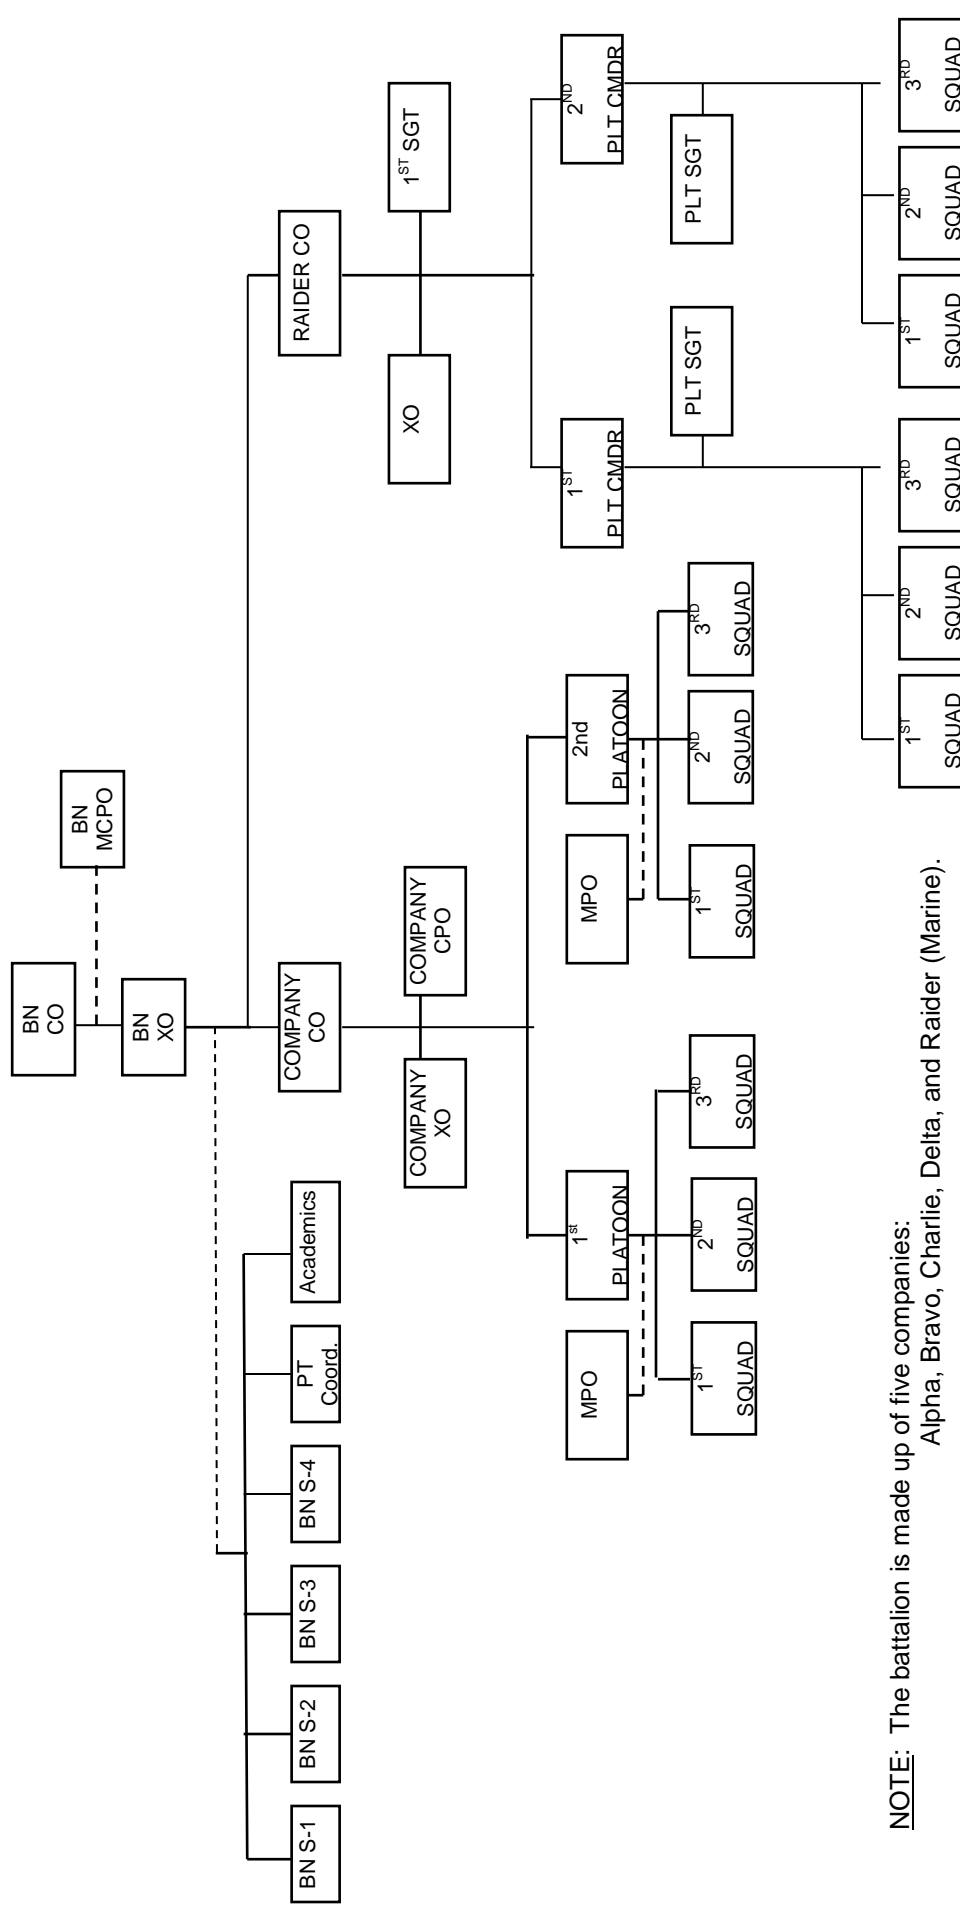 BN
CO
BN
MCPO
BN
XO
BN S-1
BN S-2
BN S-3
BN S-4
PT
Coord.
Academics
COMPANY
CO
RAIDER CO
COMPANY
XO
COMPANY
CPO
XO
1ST SGT
MPO
1st
PLATOON
MPO
2nd
PLATOON
1ST
PLT CMDR
2ND
PLT CMDR
PLT SGT
PLT SGT
1ST
SQUAD
2ND
SQUAD
3RD
SQUAD
1ST
SQUAD
2ND
SQUAD
3RD
SQUAD
1ST
SQUAD
2ND
SQUAD
3RD
SQUAD
1ST
SQUAD
2ND
SQUAD
3RD
SQUAD
NOTE: The battalion is made up of five companies:
Alpha, Bravo, Charlie, Delta, and Raider (Marine).